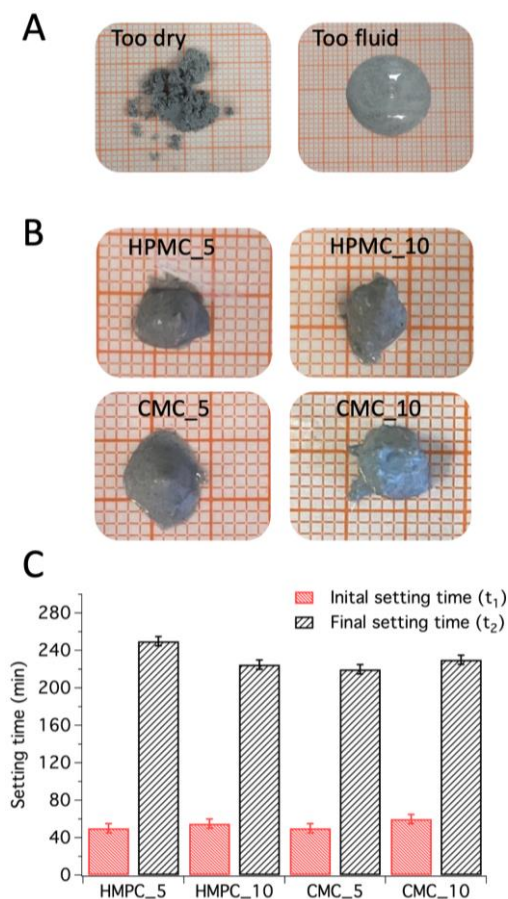 A
Too dry
Too fluid
B
HPMC_5
HPMC_10
CMC_5
CMC_10
C
Inital setting time (t₁)
Final setting time (t₂)
Setting time (min)
280
240
200
160
120
80
40
0
HMPC_5
HMPC_10
CMC_5
CMC_10